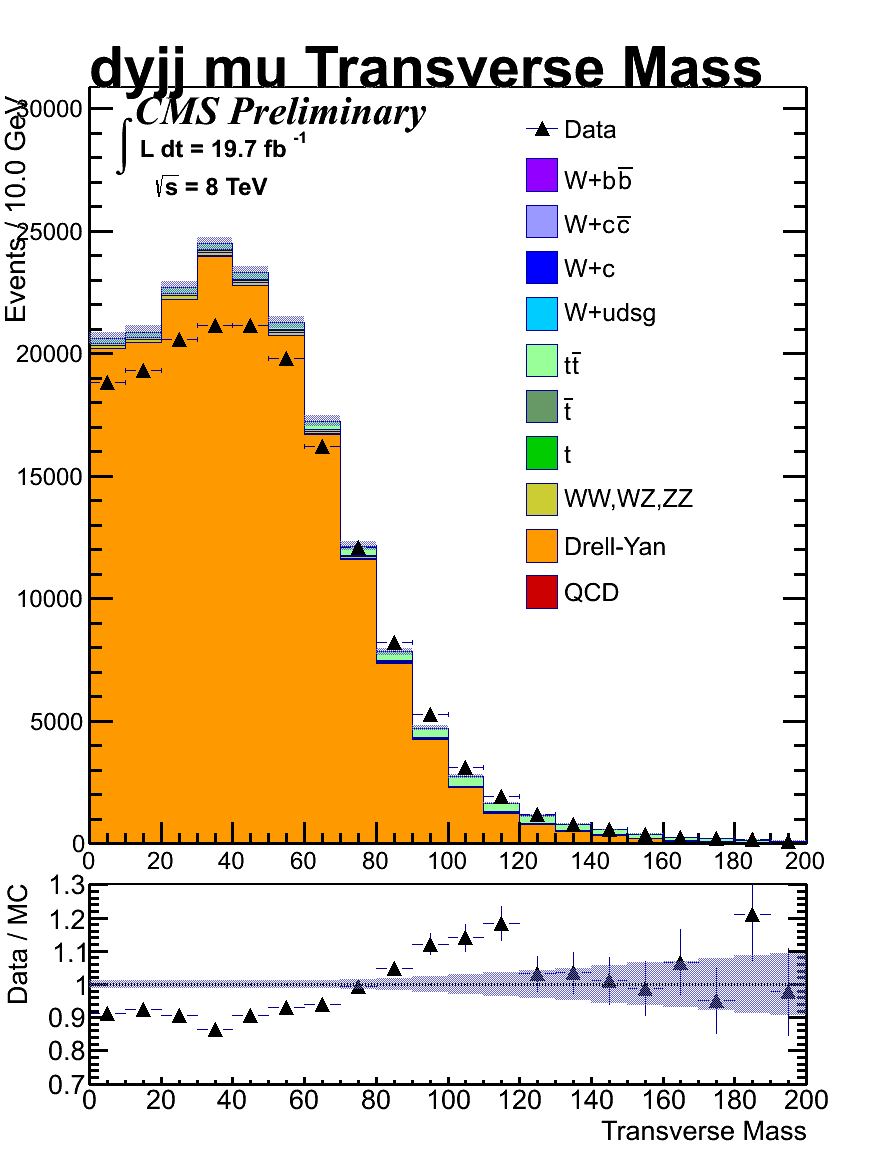 dyjj mu Transverse Mass
CMS Preliminary
∫ L dt = 19.7 fb⁻¹
√s = 8 TeV
Events / 10.0 GeV
30000
25000
20000
15000
10000
5000
0
Data
W+bb̅
W+cc̅
W+c
W+udsg
tt̅
t̅
t
WW,WZ,ZZ
Drell-Yan
QCD
0 20 40 60 80 100 120 140 160 180 200
Data / MC
1.3
1.2
1.1
1
0.9
0.8
0.7
0 20 40 60 80 100 120 140 160 180 200
Transverse Mass